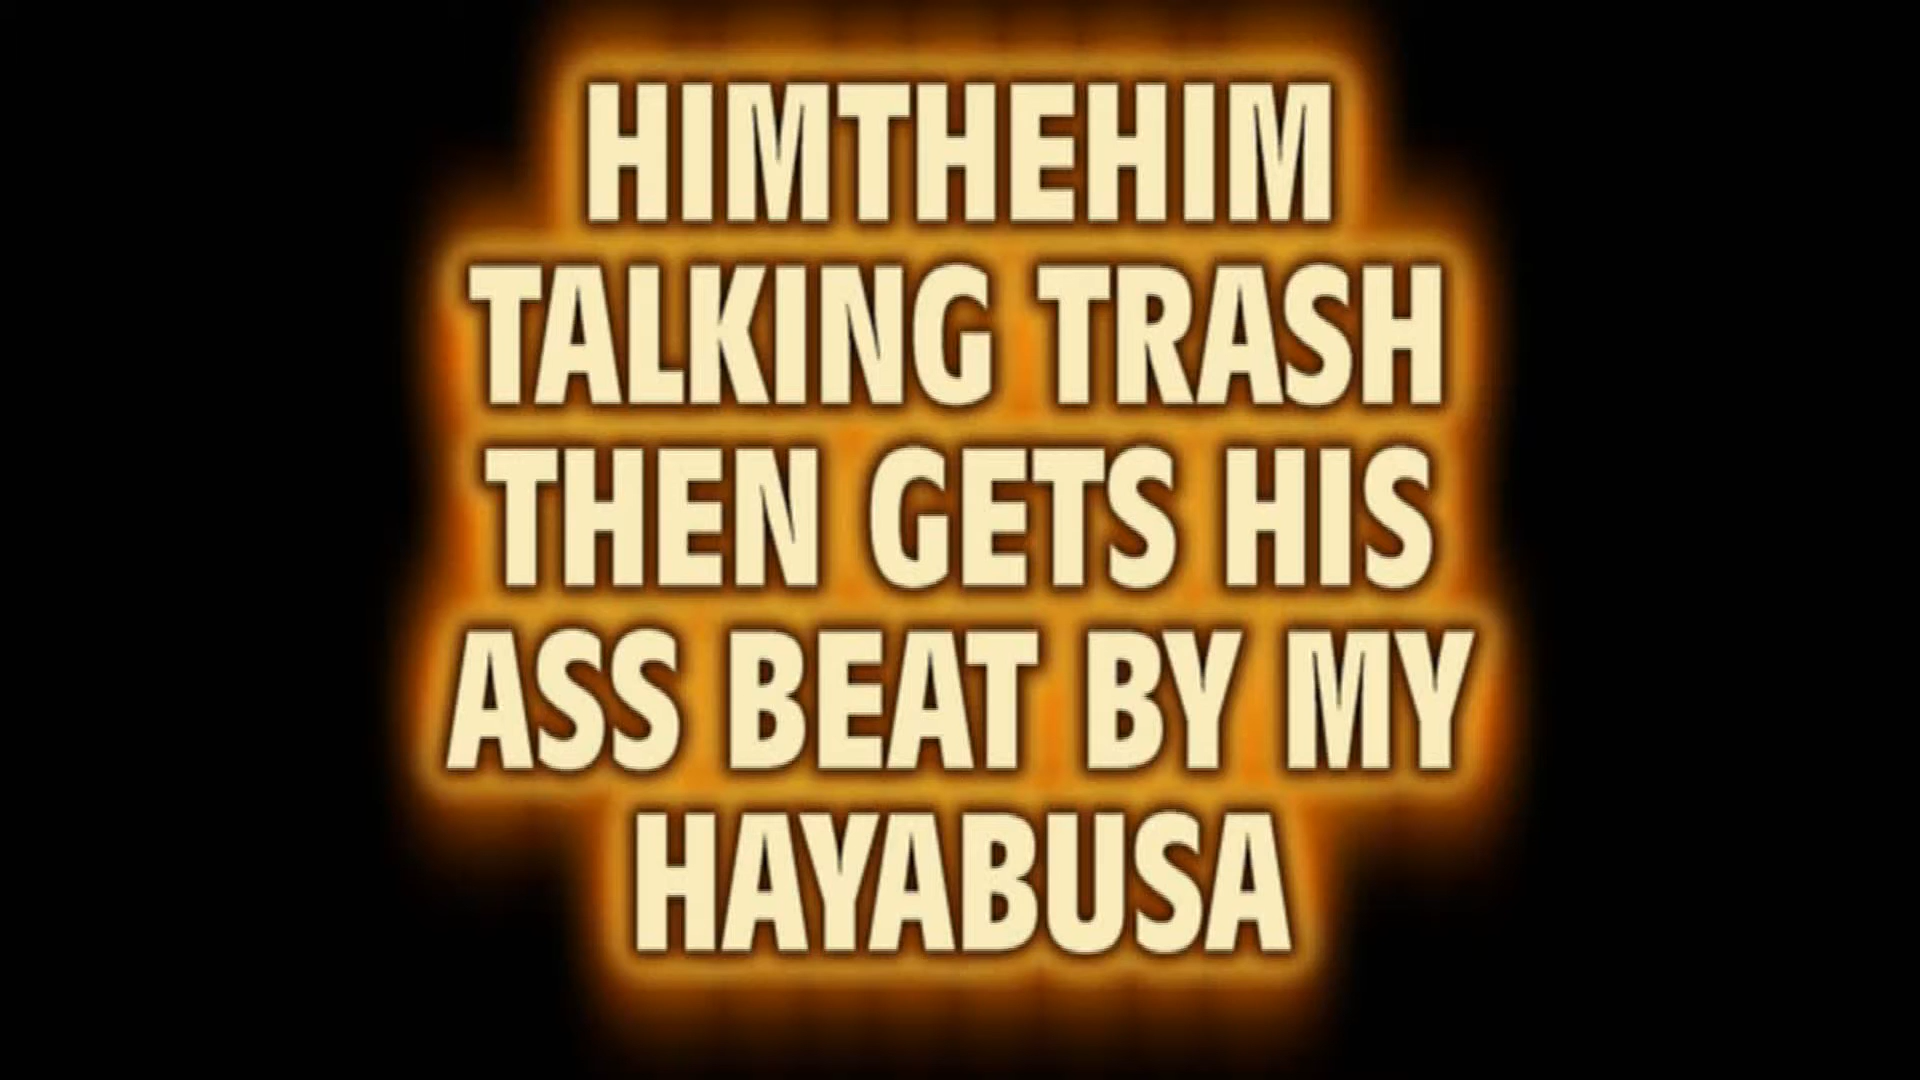 HIMTHEHIM
TALKING TRASH
THEN GETS HIS
ASS BEAT BY MY
HAYABUSA